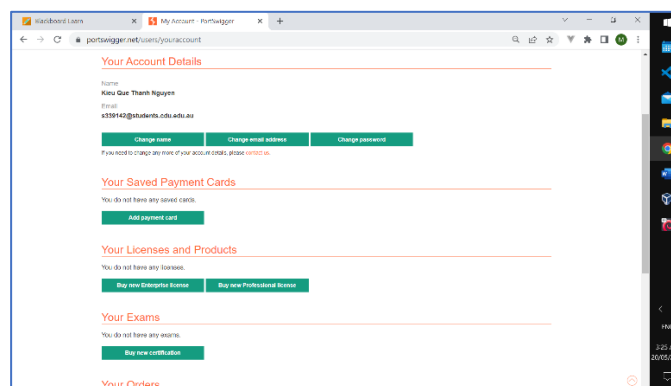 Blackboard Learn
My Account - PortSwigger
portswigger.net/users/youraccount
Your Account Details
Name
Kieu Que Thanh Nguyen
Email
s339142@students.cdu.edu.au
Change name
Change email address
Change password
If you need to change any more of your account details, please contact us.
Your Saved Payment Cards
You do not have any saved cards.
Add payment card
Your Licenses and Products
You do not have any licenses.
Buy new Enterprise license
Buy new Professional license
Your Exams
You do not have any exams.
Buy new certification
Your Orders
M